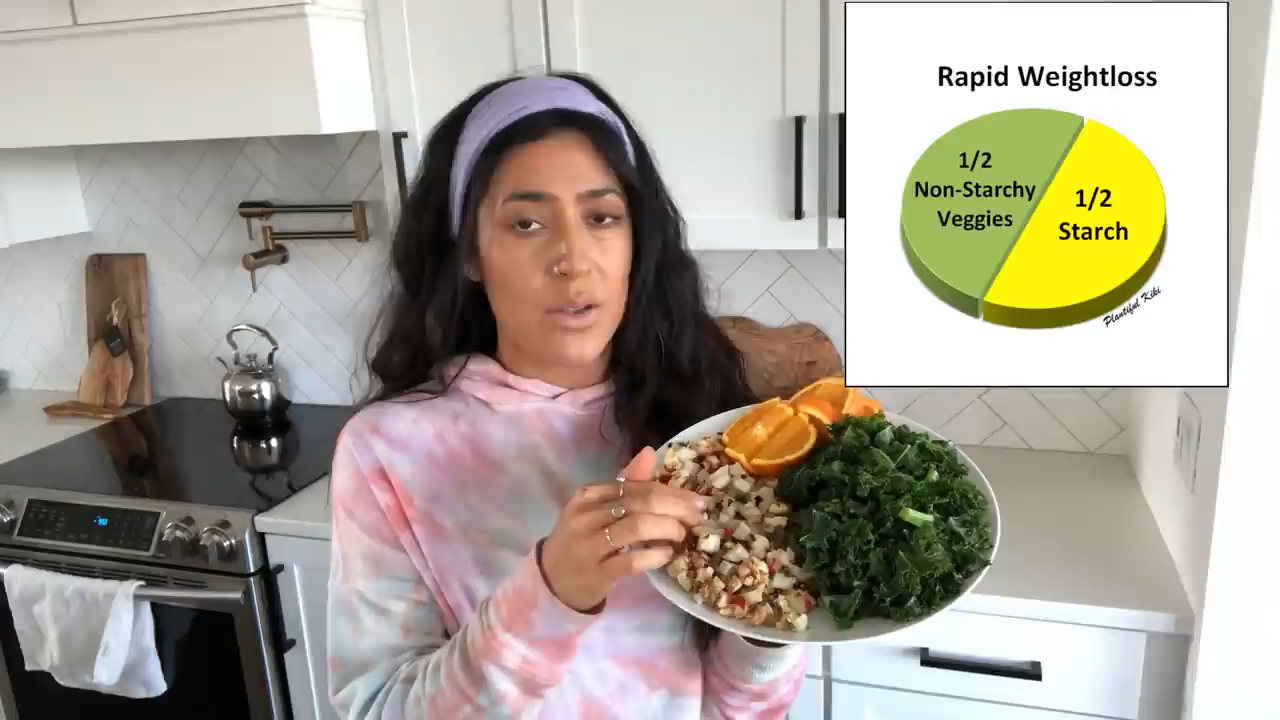 Rapid Weightloss
1/2
Non-Starchy
Veggies
1/2
Starch
Plantiful Kiki